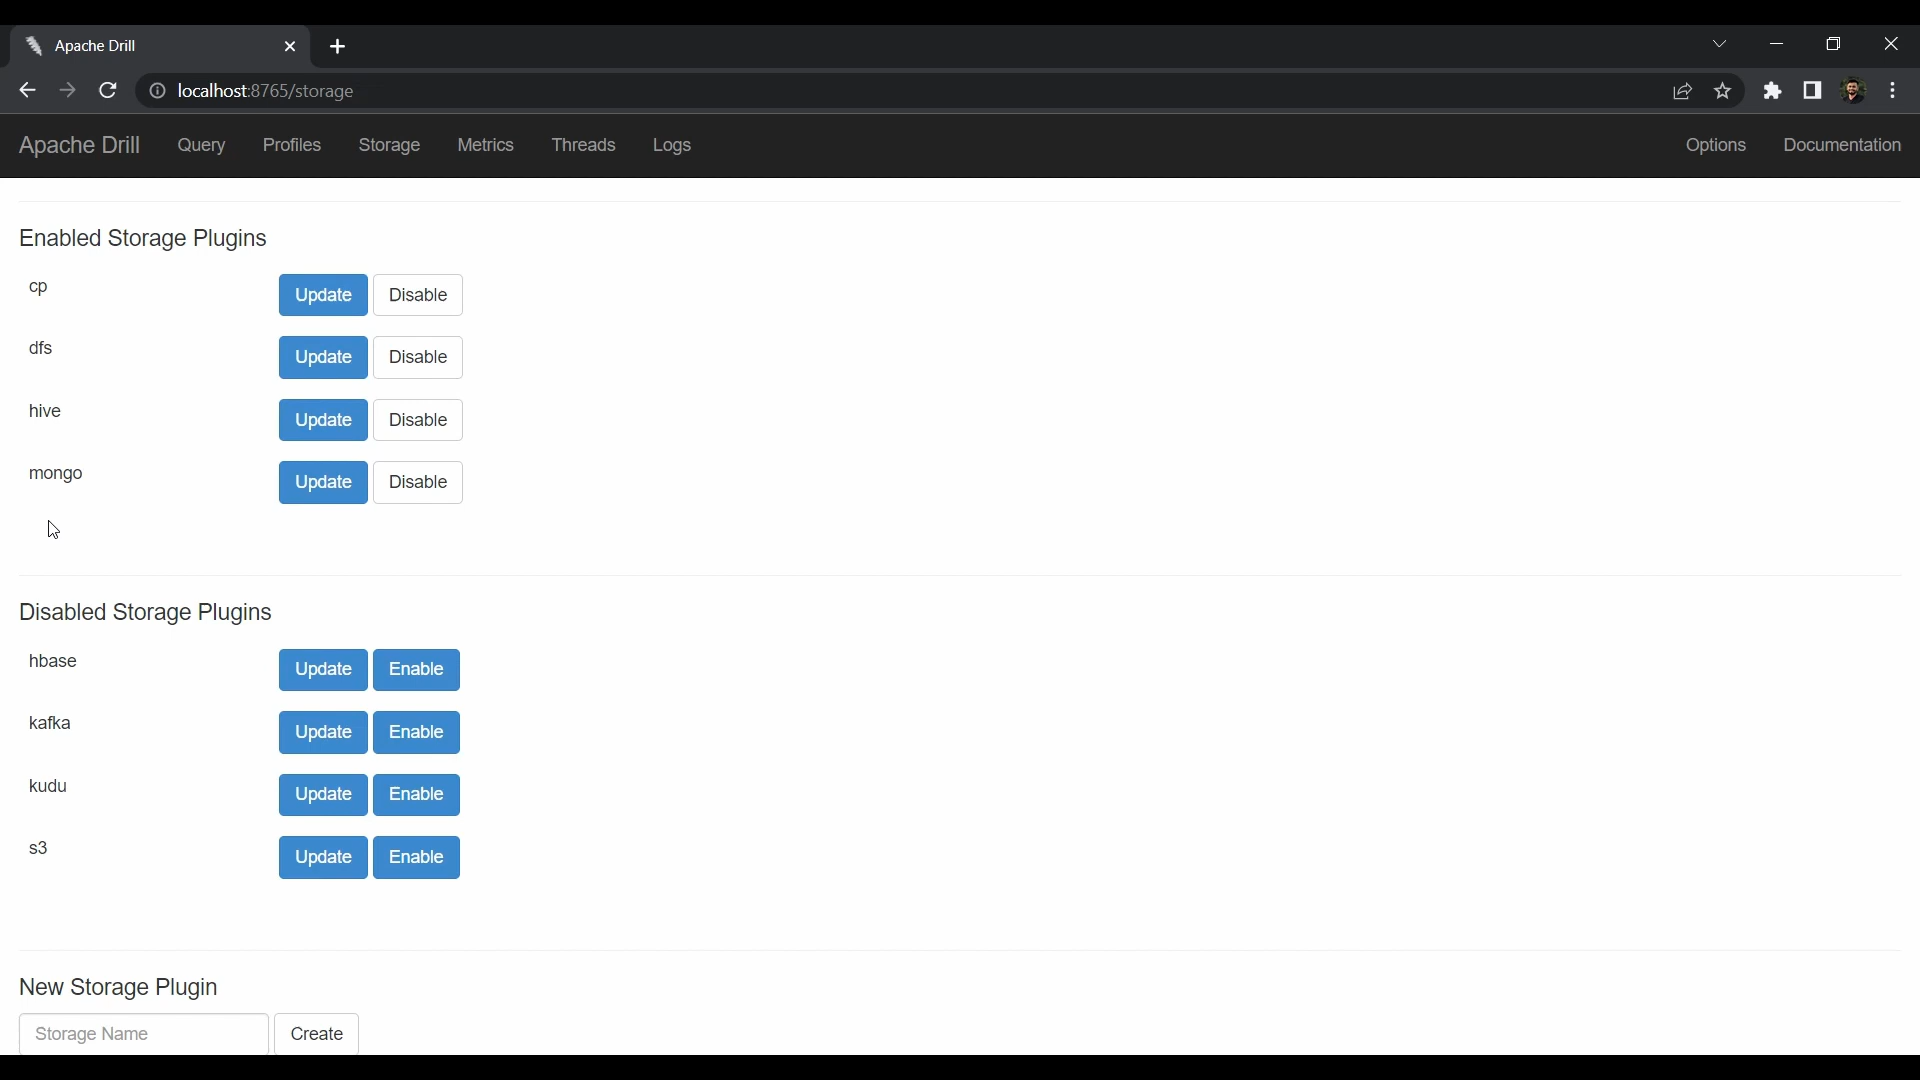 Apache Drill
localhost:8765/storage
Apache Drill Query Profiles Storage Metrics Threads Logs Options Documentation
Enabled Storage Plugins
cp Update Disable
dfs Update Disable
hive Update Disable
mongo Update Disable
Disabled Storage Plugins
hbase Update Enable
kafka Update Enable
kudu Update Enable
s3 Update Enable
New Storage Plugin
Storage Name Create